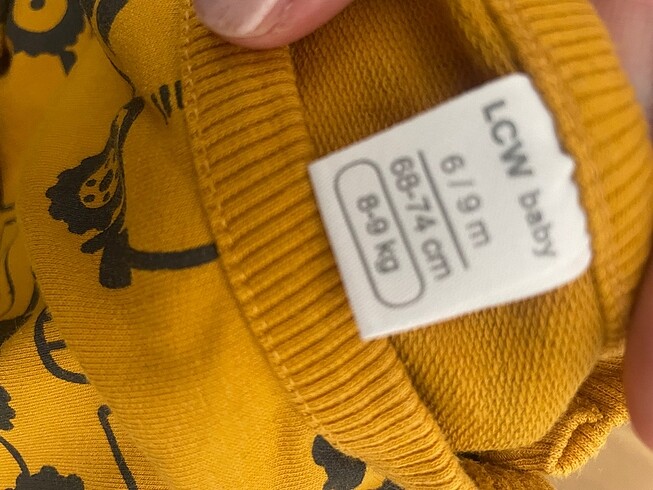 LCW baby
6/9 m
68-74 cm
8-9 kg